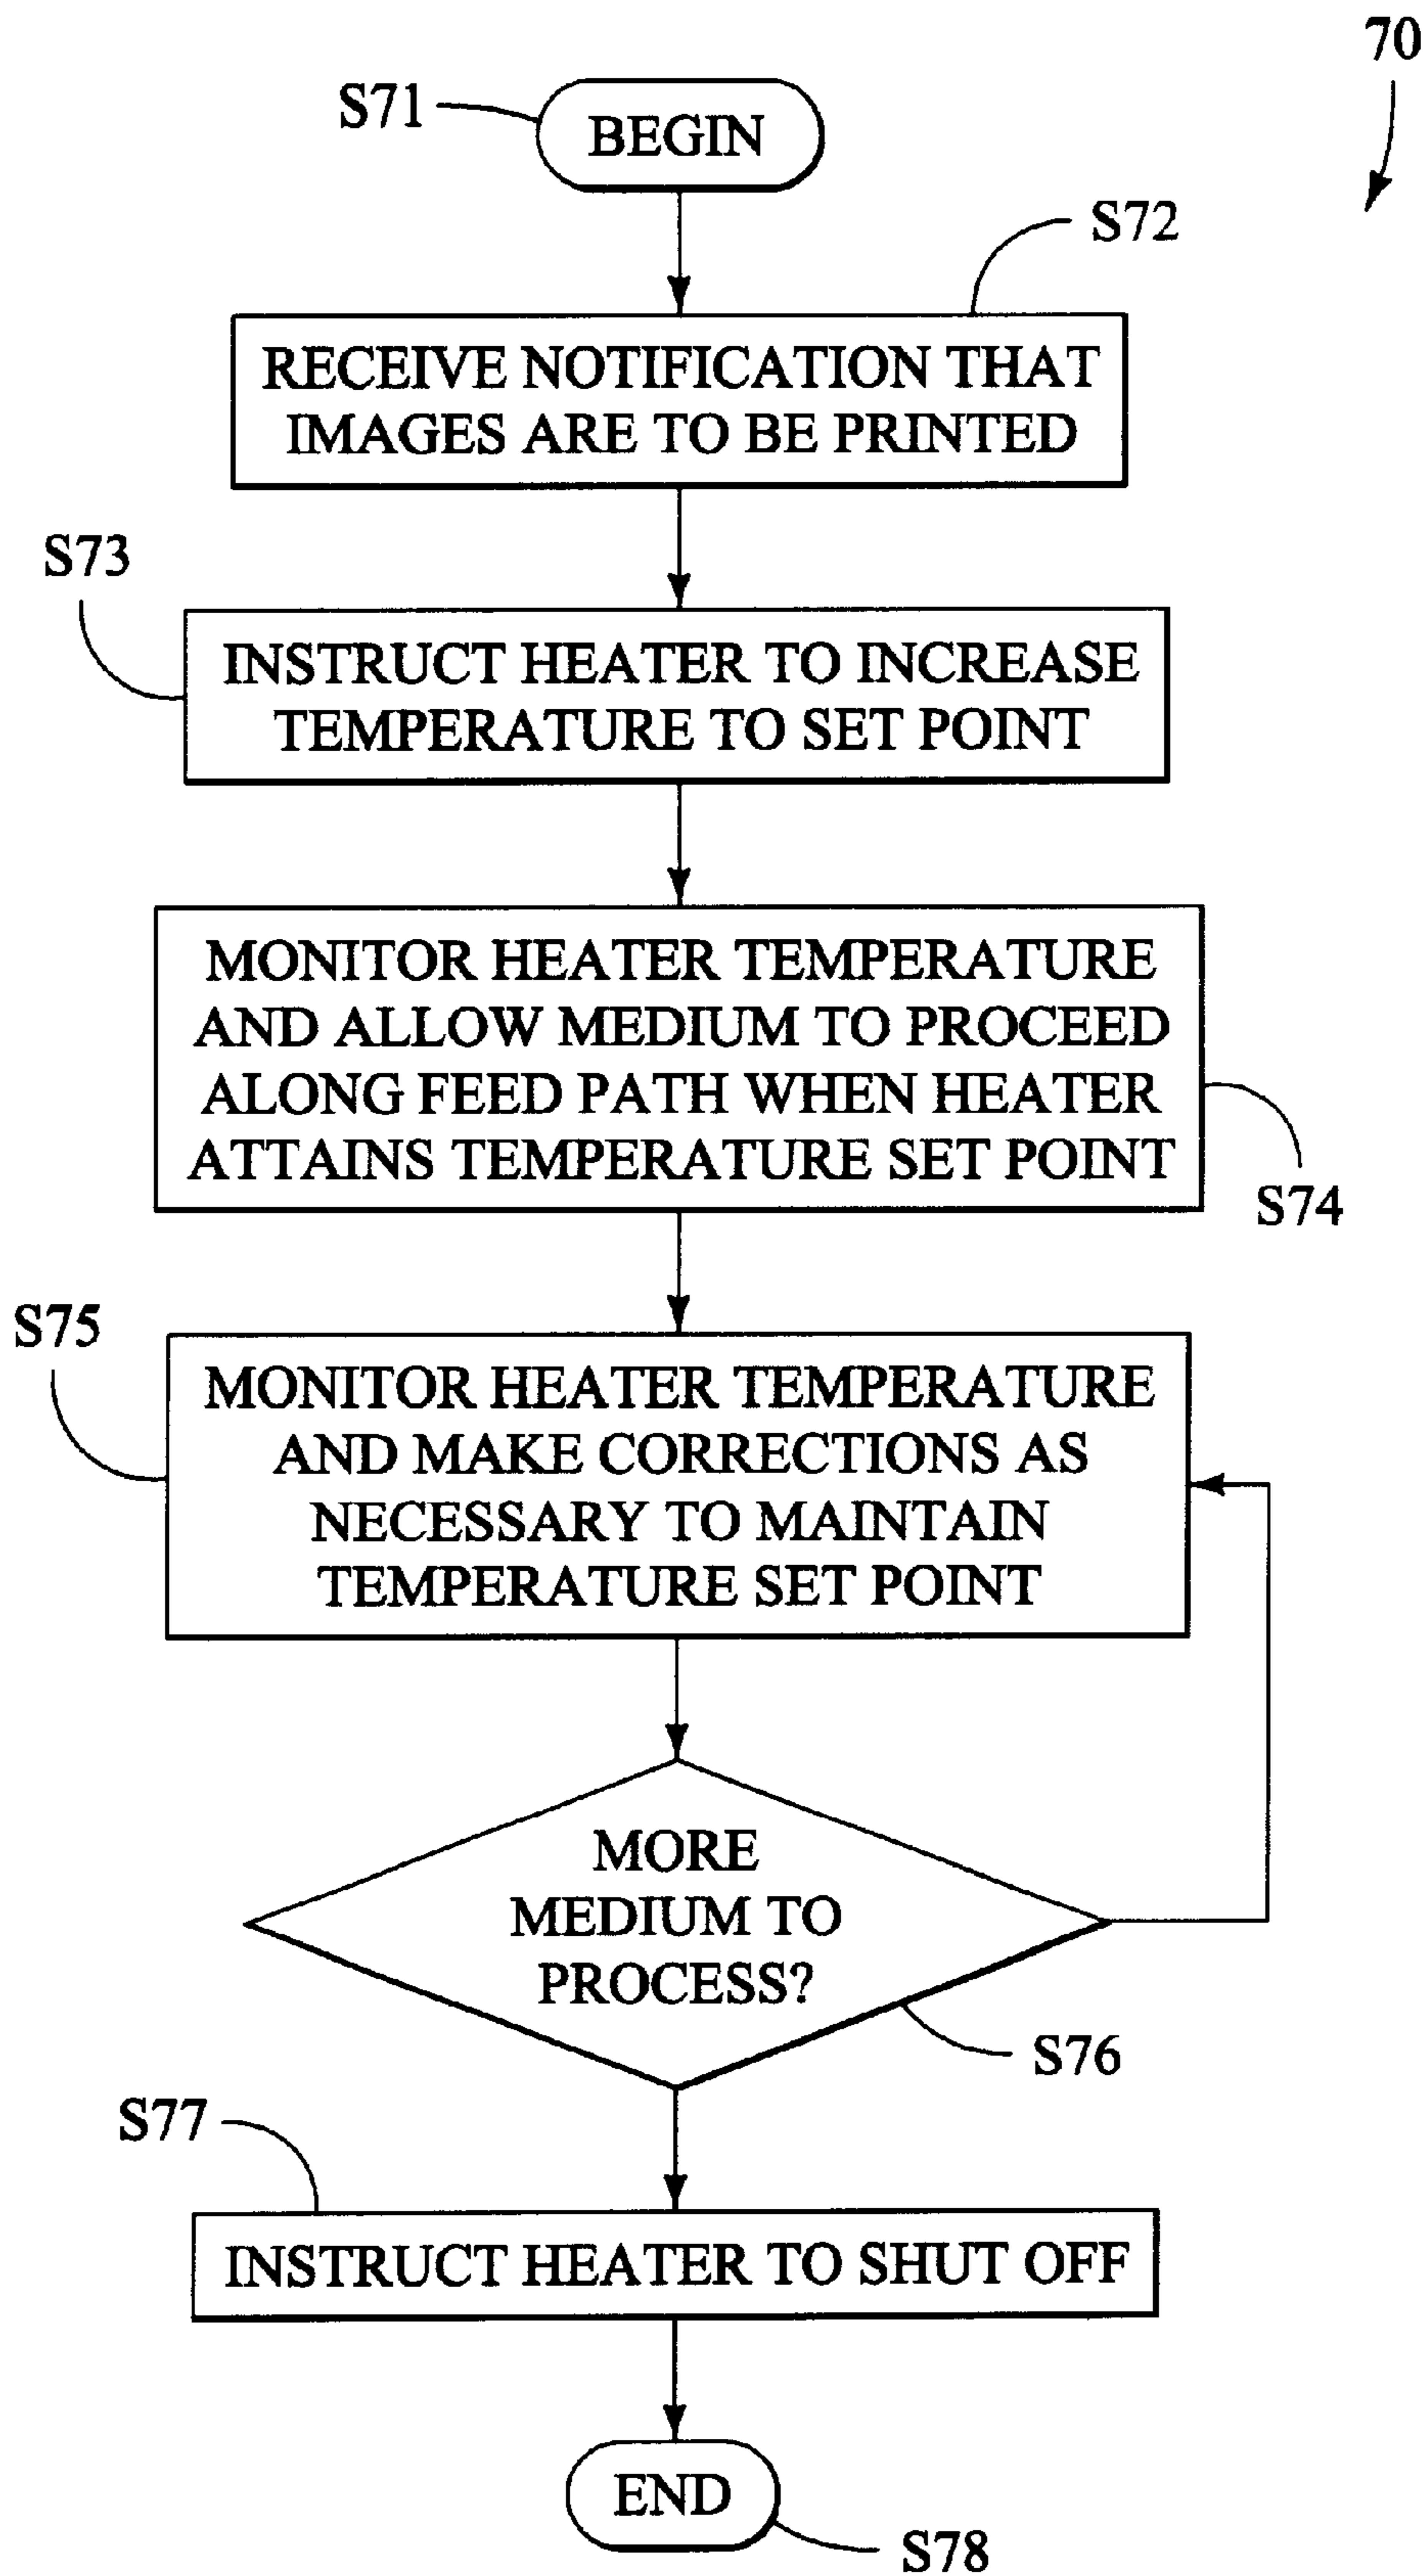 70
S71
BEGIN
S72
RECEIVE NOTIFICATION THAT
IMAGES ARE TO BE PRINTED
S73
INSTRUCT HEATER TO INCREASE
TEMPERATURE TO SET POINT
MONITOR HEATER TEMPERATURE
AND ALLOW MEDIUM TO PROCEED
ALONG FEED PATH WHEN HEATER
ATTAINS TEMPERATURE SET POINT
S74
S75
MONITOR HEATER TEMPERATURE
AND MAKE CORRECTIONS AS
NECESSARY TO MAINTAIN
TEMPERATURE SET POINT
MORE
MEDIUM TO
PROCESS?
S76
S77
INSTRUCT HEATER TO SHUT OFF
END
S78